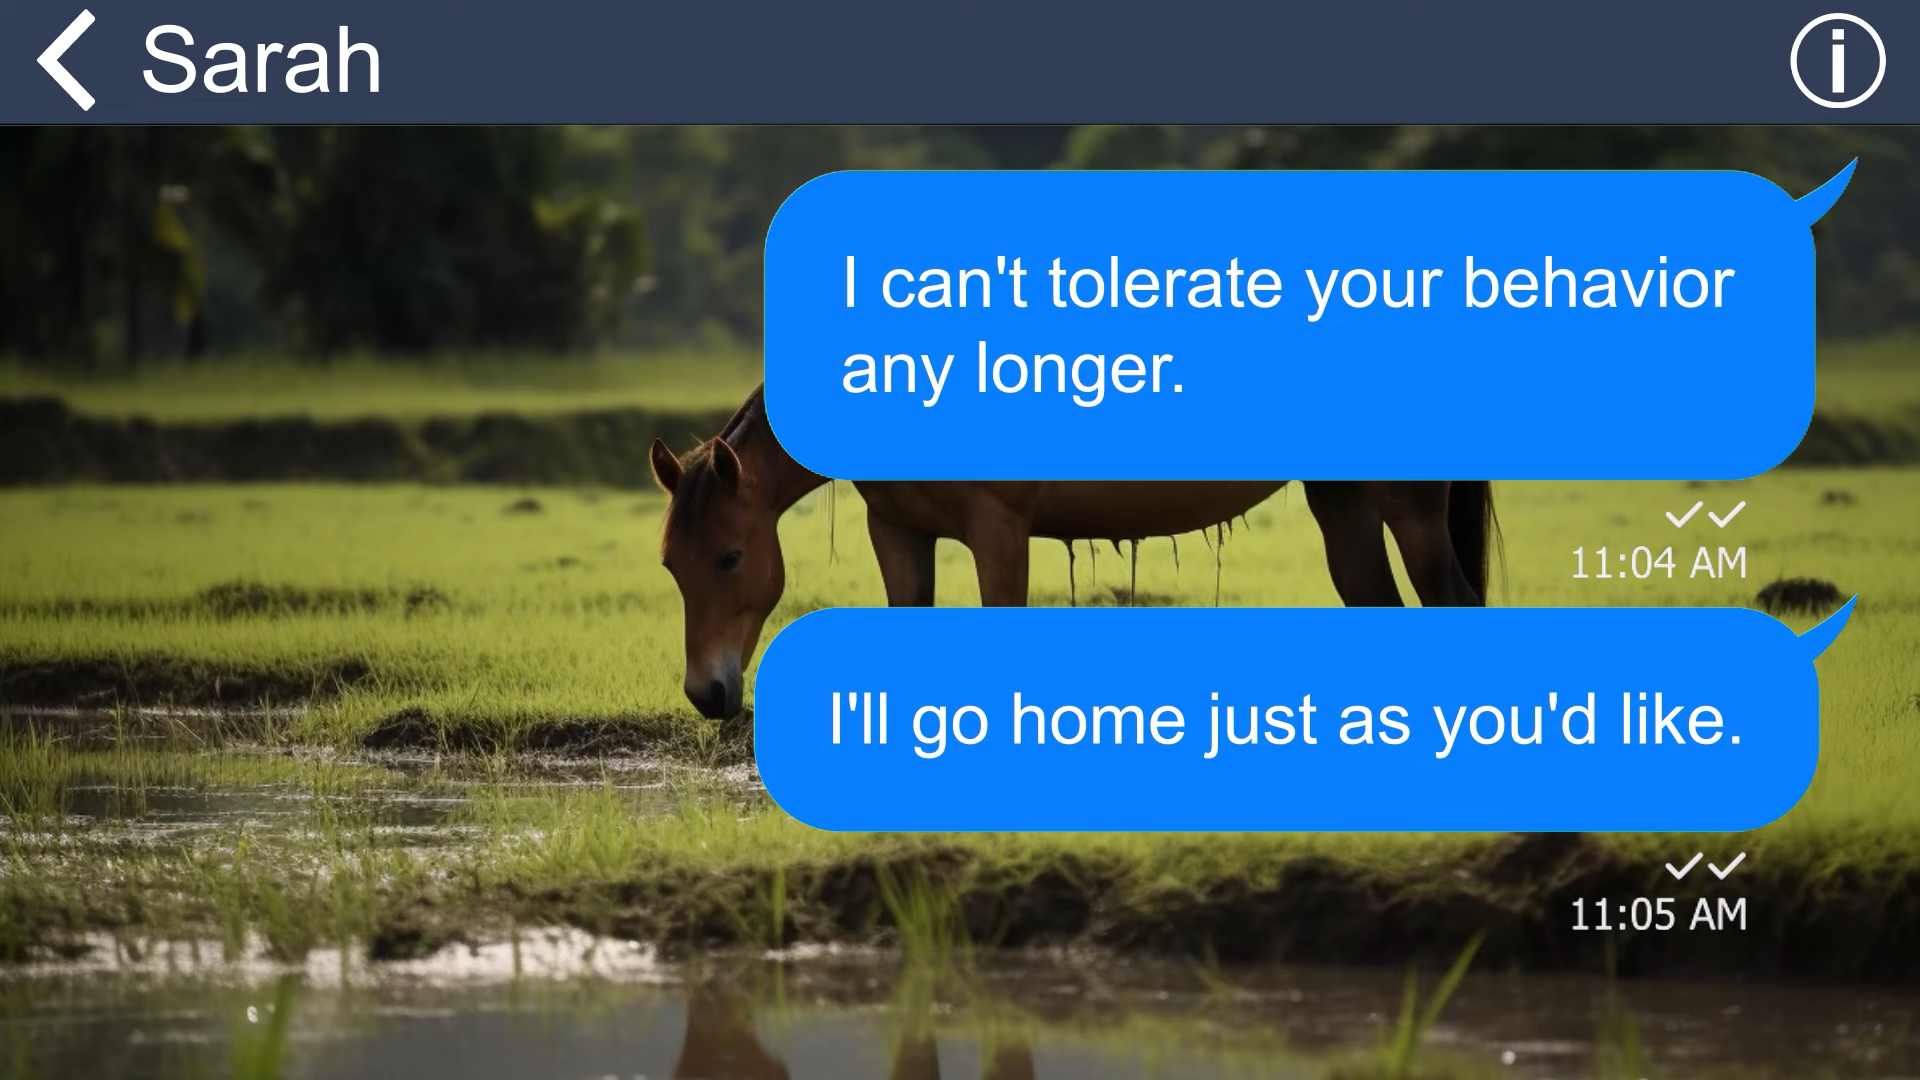 Sarah
I can't tolerate your behavior
any longer.
11:04 AM
I'll go home just as you'd like.
11:05 AM